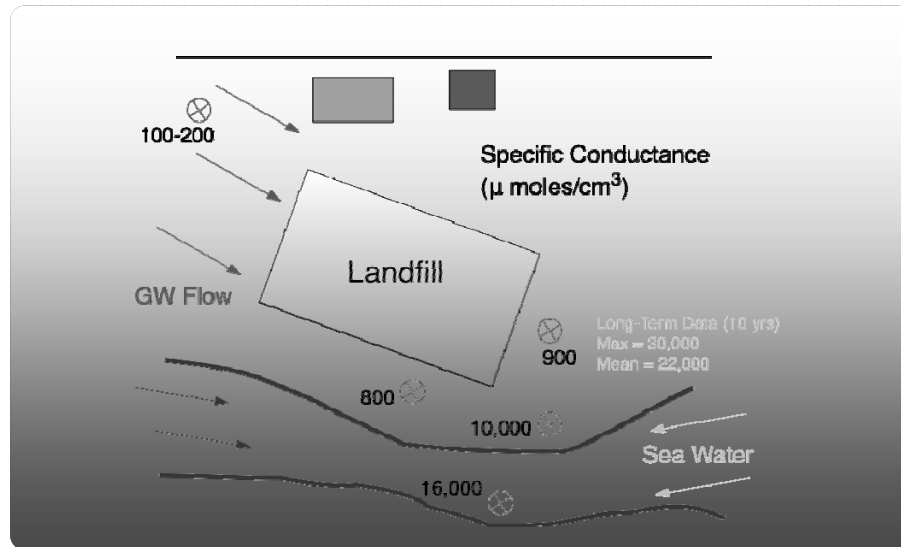 100-200
Specific Conductance
(μ moles/cm³)
Landfill
GW Flow
900
Long-Term Data (10 yrs)
Max = 30,000
Mean = 22,000
800
10,000
Sea Water
16,000